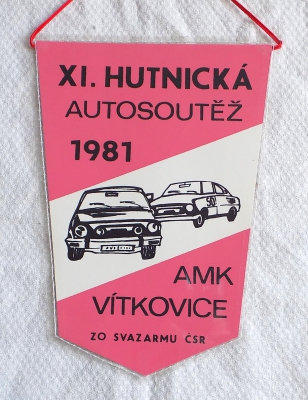 XI. HUTNICKÁ
AUTOSOUTĚŽ
1981
AMK
VÍTKOVICE
ZO SVAZARMU ČSR